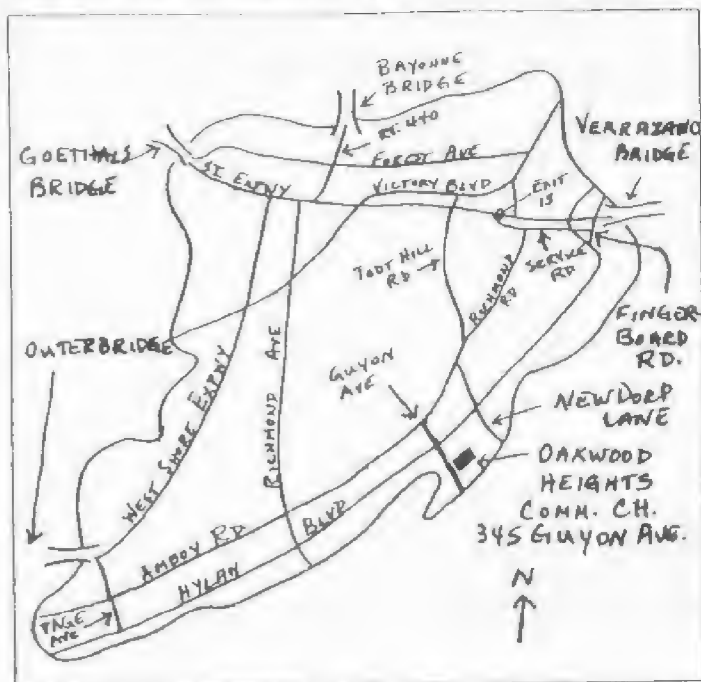 BAYONNE
BRIDGE
RT. 440
VERRAZANO
BRIDGE
GOETHALS
BRIDGE
FOREST AVE
ST. EXPWY
VICTORY BLVD
EXIT
13
TODT HILL
RD
SERVICE
RD
RICHMOND
RD
FINGER-
BOARD
RD.
OUTERBRIDGE
GUYON
AVE
WEST SHORE EXPWY
RICHMOND AVE
NEW DORP
LANE
OAKWOOD
HEIGHTS
COMM. CH.
345 GUYON AVE.
AMBOY RD
HYLAN BLVD
PAGE
AVE
N